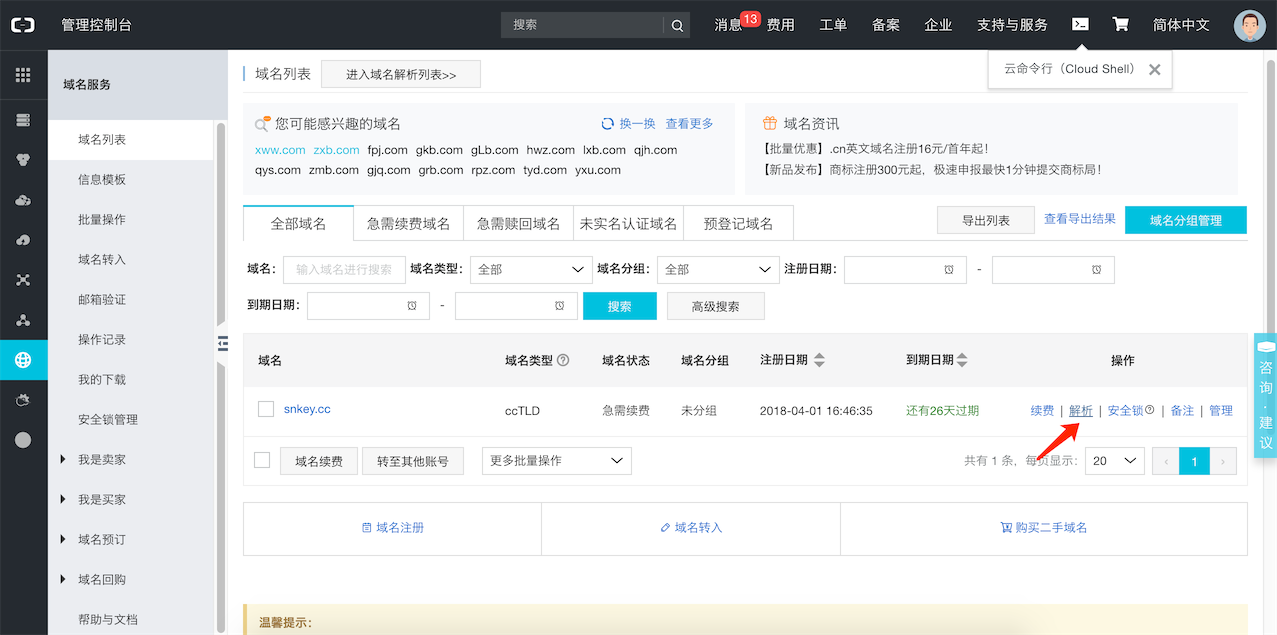 管理控制台 搜索 消息 13 费用 工单 备案 企业 支持与服务 简体中文
云命令行（Cloud Shell） ×
域名服务
域名列表
信息模板
批量操作
域名转入
邮箱验证
操作记录
我的下载
安全锁管理
我是卖家
我是买家
域名预订
域名回购
帮助与文档
域名列表 进入域名解析列表>>
您可能感兴趣的域名 换一换 查看更多
xww.com zxb.com fpj.com gkb.com gLb.com hwz.com lxb.com qjh.com
qys.com zmb.com gjq.com grb.com rpz.com tyd.com yxu.com
域名资讯
【批量优惠】.cn英文域名注册16元/首年起！
【新品发布】商标注册300元起，极速申报最快1分钟提交商标局！
全部域名 急需续费域名 急需赎回域名 未实名认证域名 预登记域名 导出列表 查看导出结果 域名分组管理
域名： 输入域名进行搜索 域名类型： 全部 域名分组： 全部 注册日期： -
到期日期： - 搜索 高级搜索
域名 域名类型 ? 域名状态 域名分组 注册日期 到期日期 操作
snkey.cc ccTLD 急需续费 未分组 2018-04-01 16:46:35 还有26天过期 续费 | 解析 | 安全锁 ? | 备注 | 管理
域名续费 转至其他账号 更多批量操作 共有 1 条，每页显示： 20 ‹ 1 ›
域名注册 域名转入 购买二手域名
温馨提示：
咨询·建议